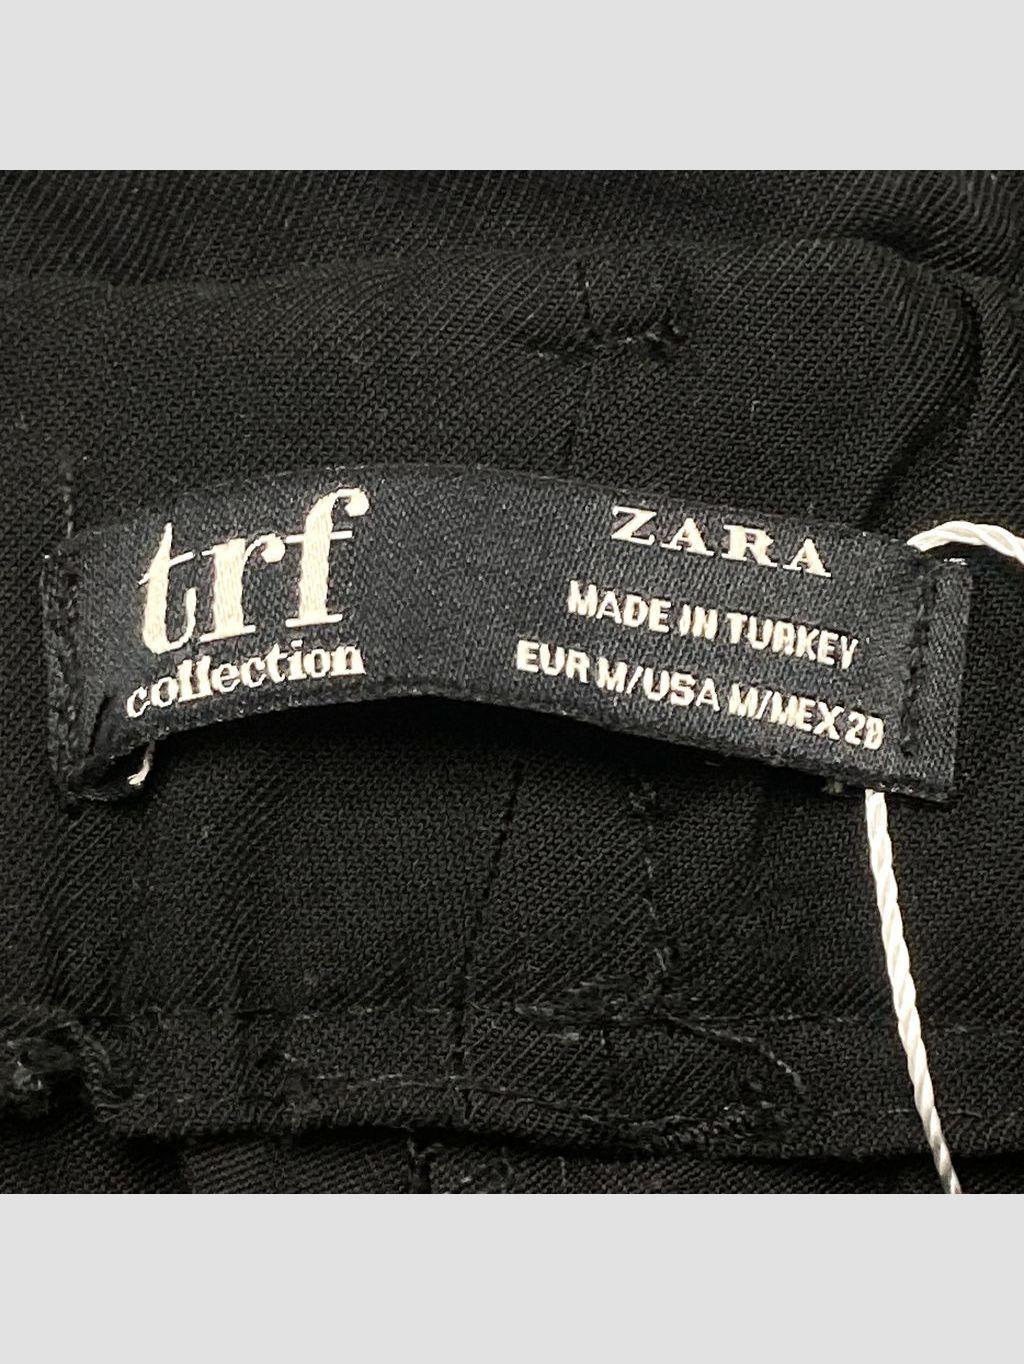 trf
collection
ZARA
MADE IN TURKEY
EUR M/USA M/MEX 28